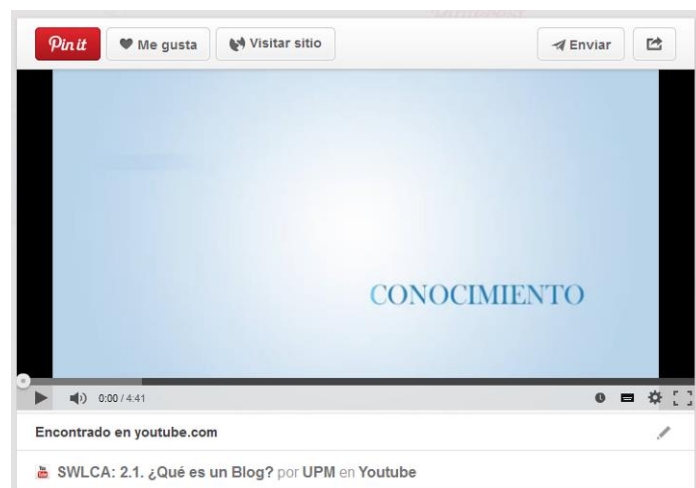 Pin it Me gusta Visitar sitio Enviar
CONOCIMIENTO
0:00 / 4:41
Encontrado en youtube.com
SWLCA: 2.1. ¿Qué es un Blog? por UPM en Youtube